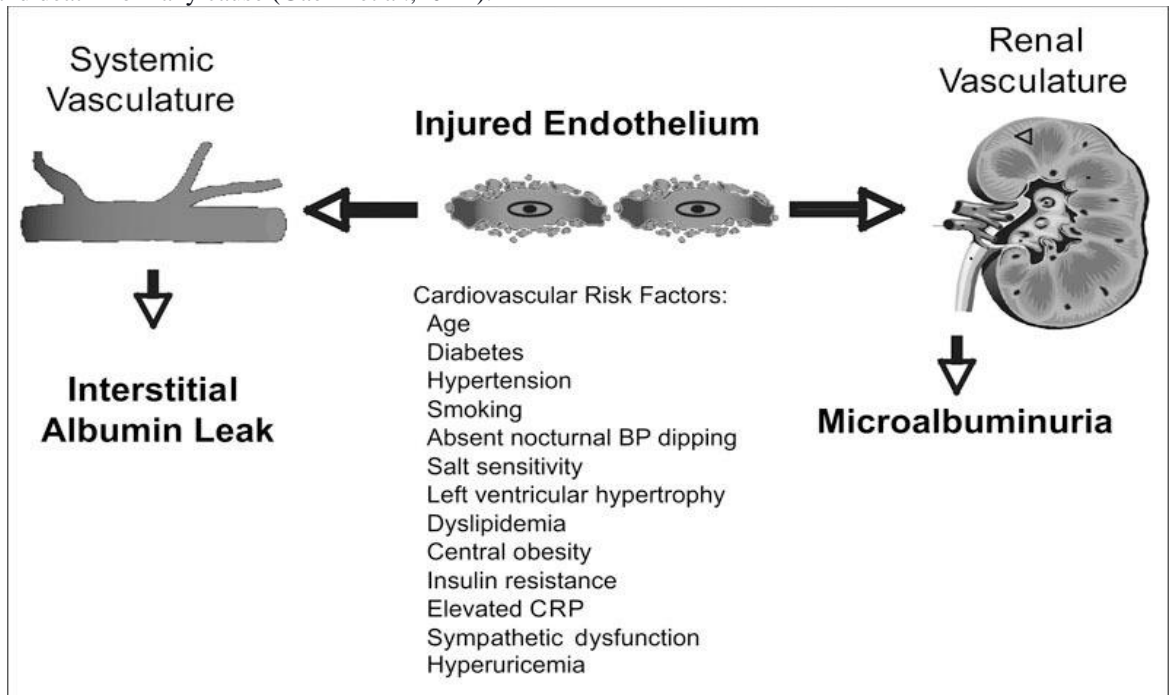 Systemic
Vasculature
Injured Endothelium
Renal
Vasculature
Interstitial
Albumin Leak
Cardiovascular Risk Factors:
Age
Diabetes
Hypertension
Smoking
Absent nocturnal BP dipping
Salt sensitivity
Left ventricular hypertrophy
Dyslipidemia
Central obesity
Insulin resistance
Elevated CRP
Sympathetic dysfunction
Hyperuricemia
Microalbuminuria